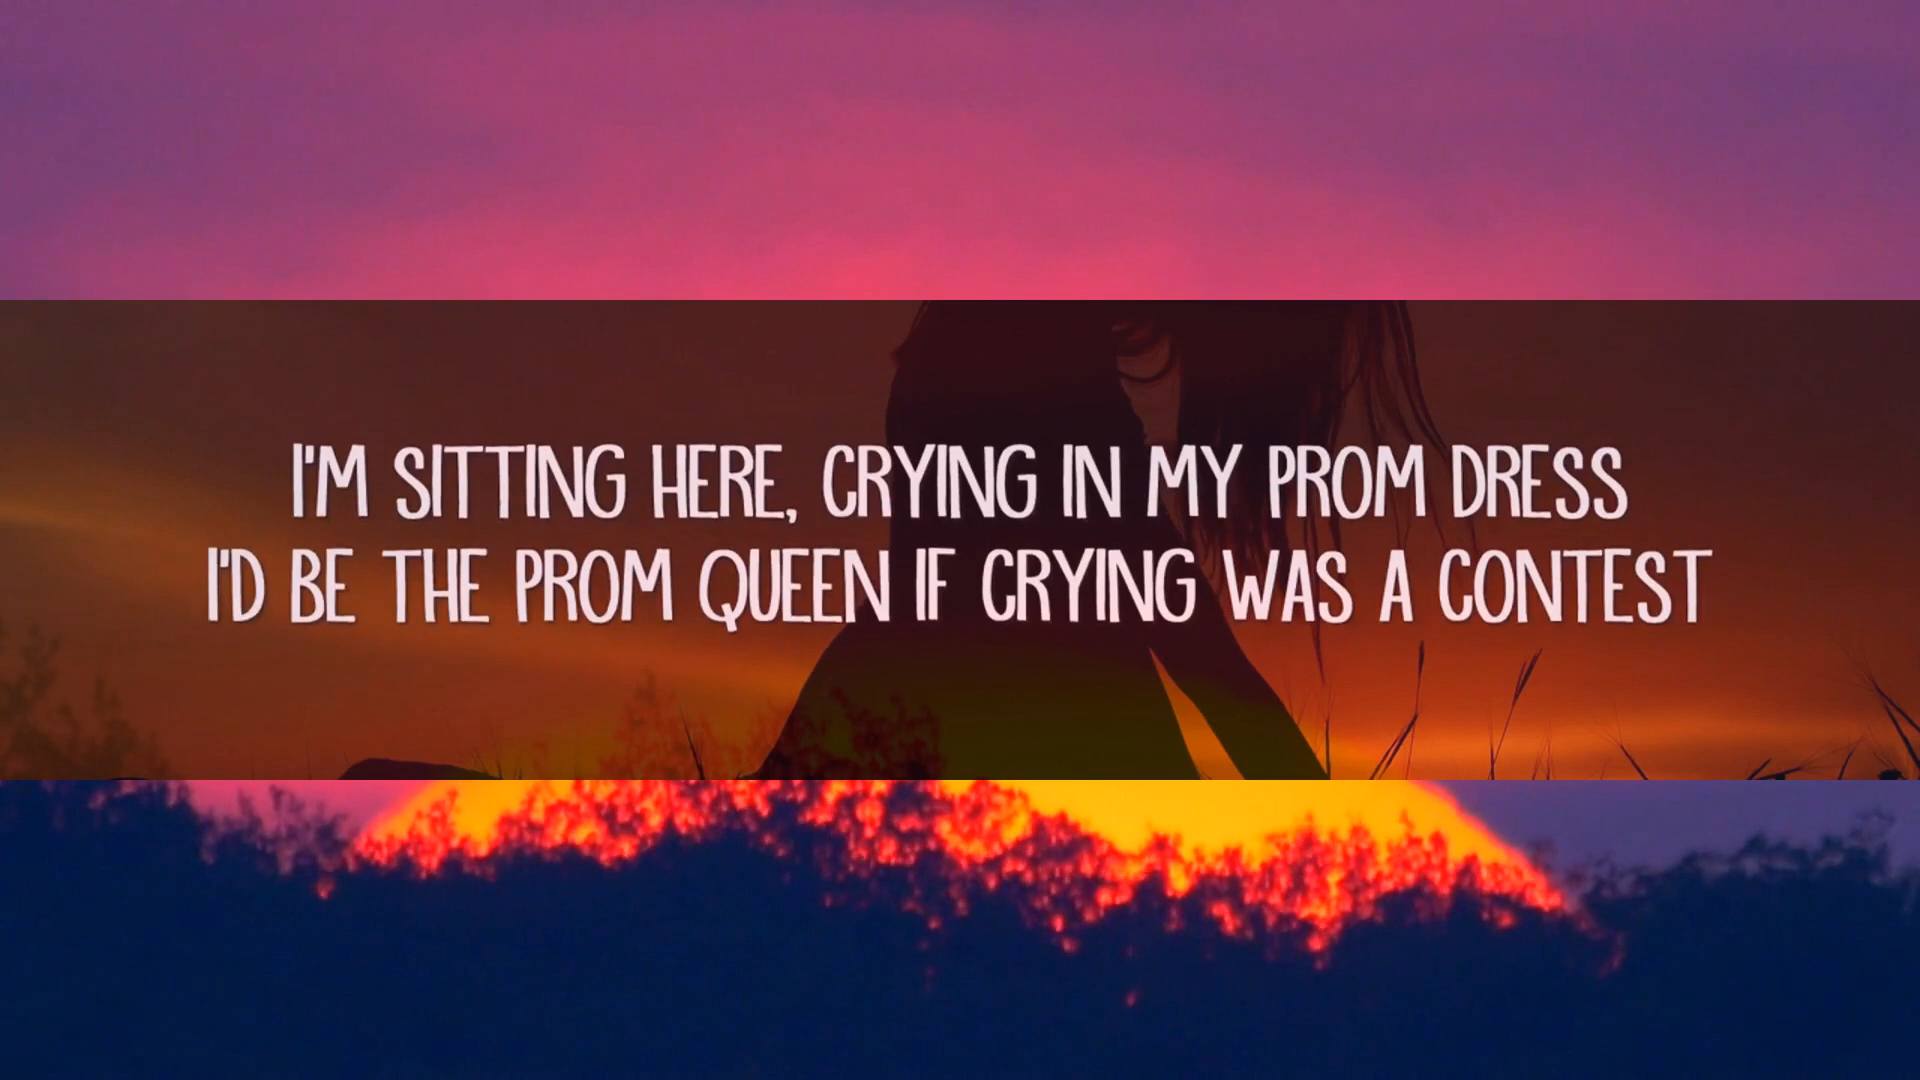 I'M SITTING HERE, CRYING IN MY PROM DRESS
I'D BE THE PROM QUEEN IF CRYING WAS A CONTEST